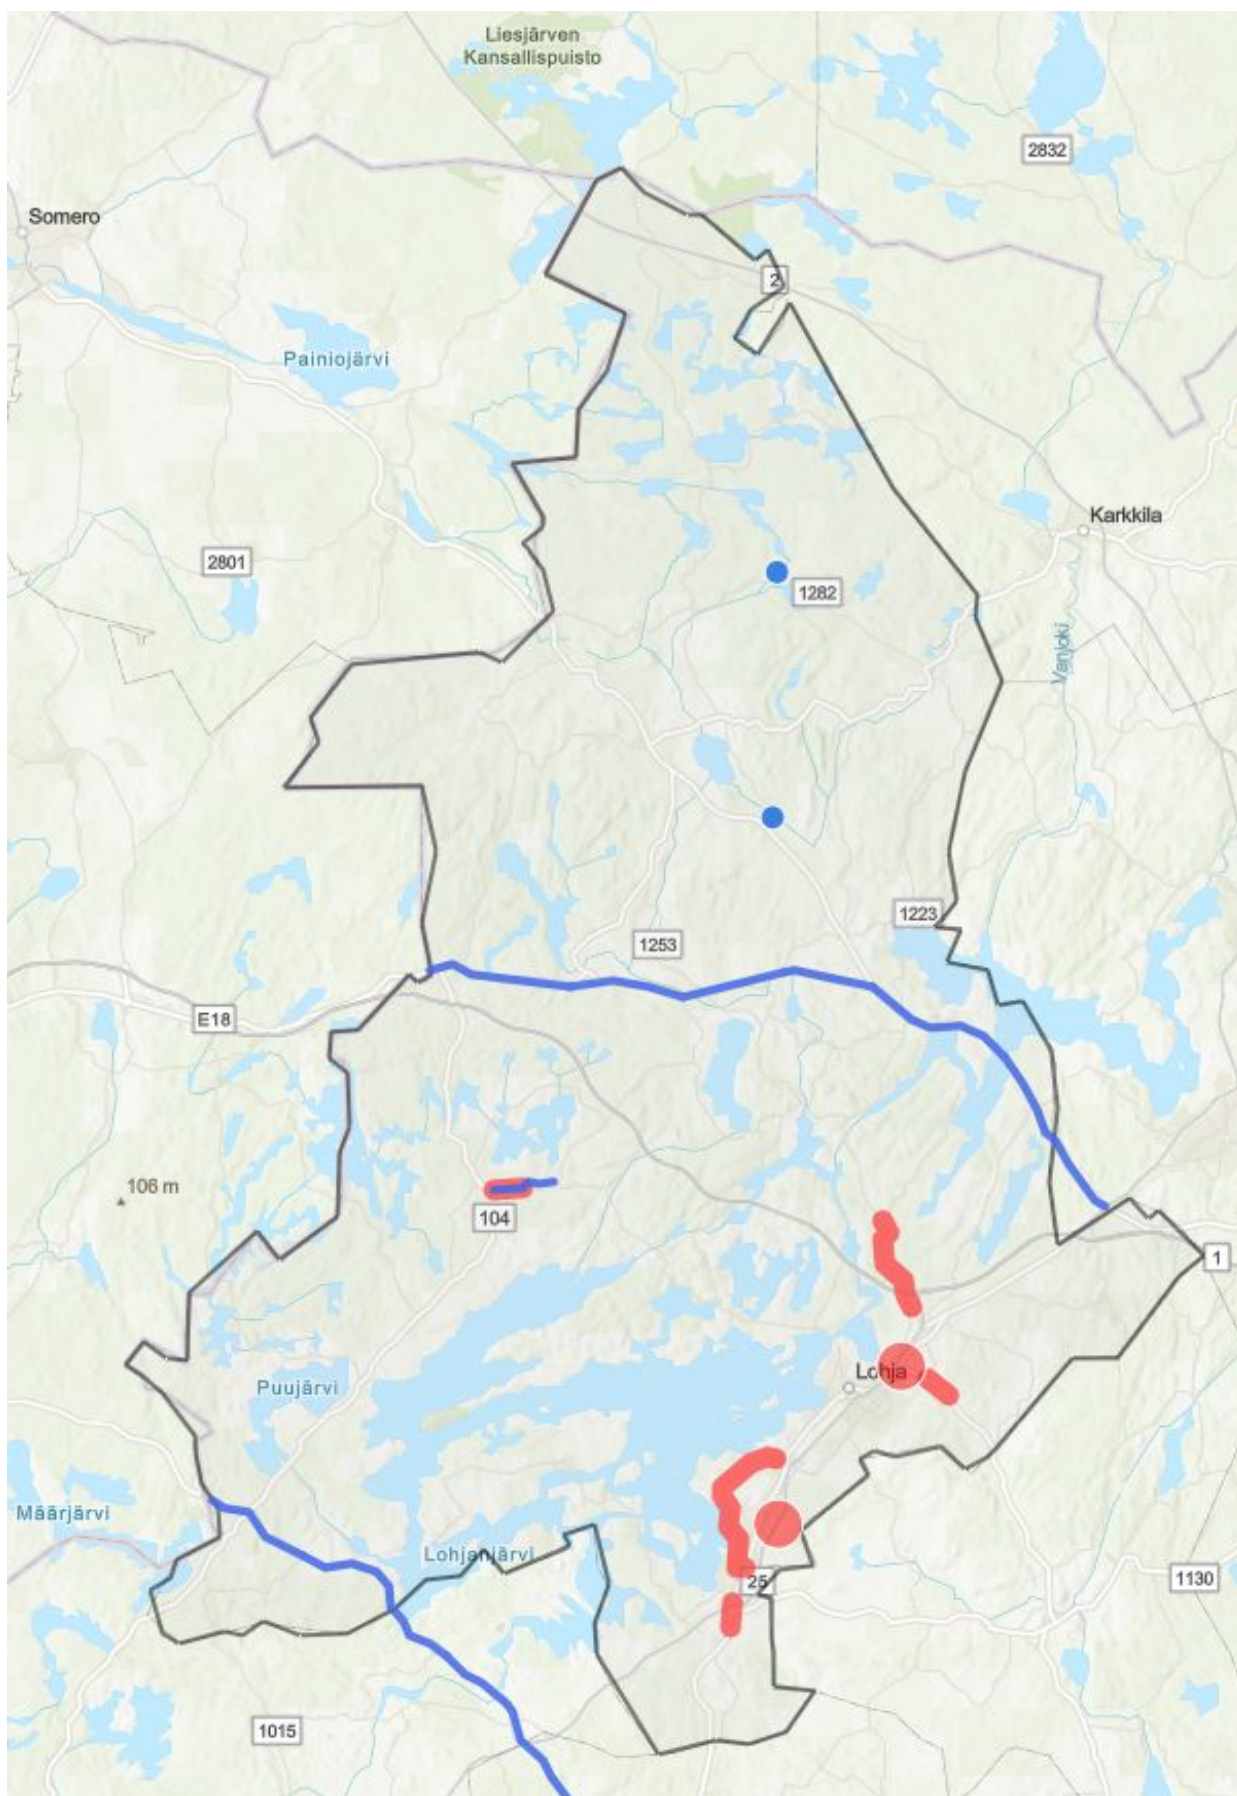 Liesjärven
Kansallispuisto
2832
Somero
2
Painiojärvi
Karkkila
2801
1282
Vanjoki
1223
1253
E18
106 m
104
1
Lohja
Puujärvi
Määrjärvi
Lohjanjärvi
25
1130
1015